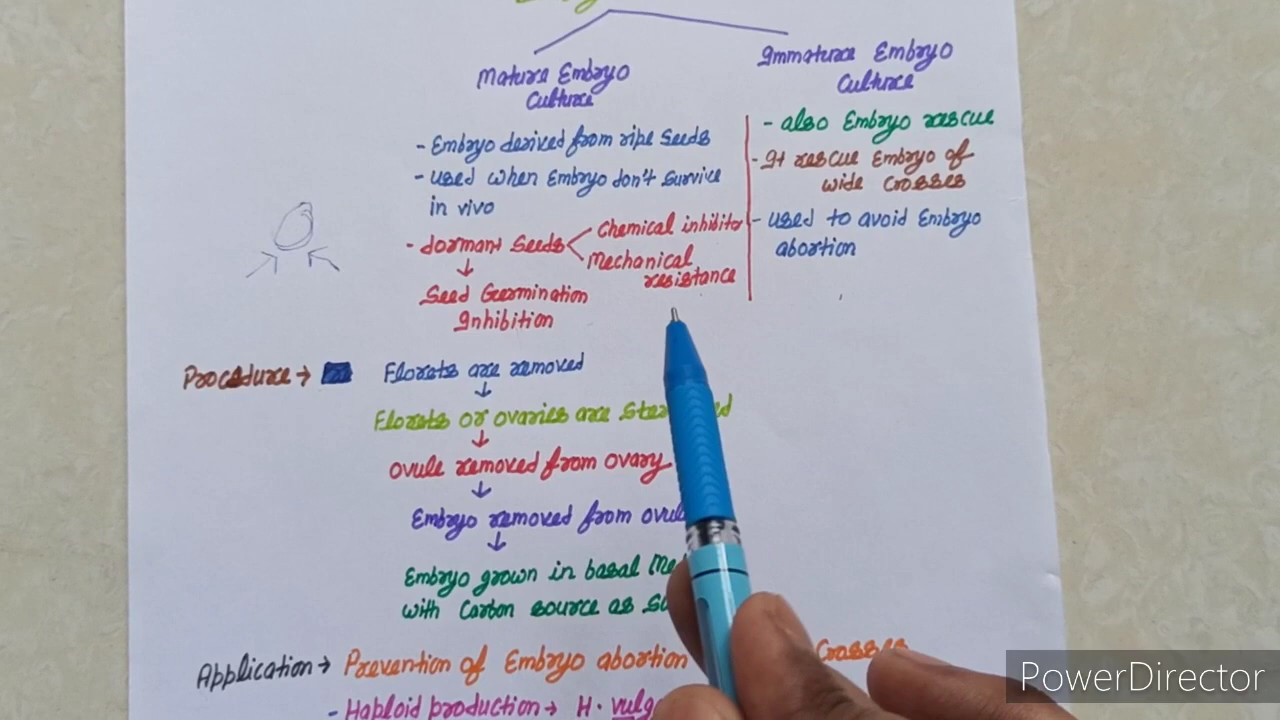 Mature Embryo
Culture
- Embryo derived from ripe seeds
- used when Embryo don't survive
in vivo
- dormant seeds
Chemical inhibitor
Mechanical
resistance
↓
Seed Germination
Inhibition
Immature Embryo
Culture
- also Embryo rescue
- It rescue Embryo of
wide crosses
- used to avoid Embryo
abortion
Procedure → Florets are removed
↓
Florets or ovaries are
↓
Ovule removed from ovary
↓
Embryo removed from
↓
Embryo grown in basal
with Carbon source as
Application → Prevention of Embryo abortion Crosses
- Haploid production → H.
PowerDirector